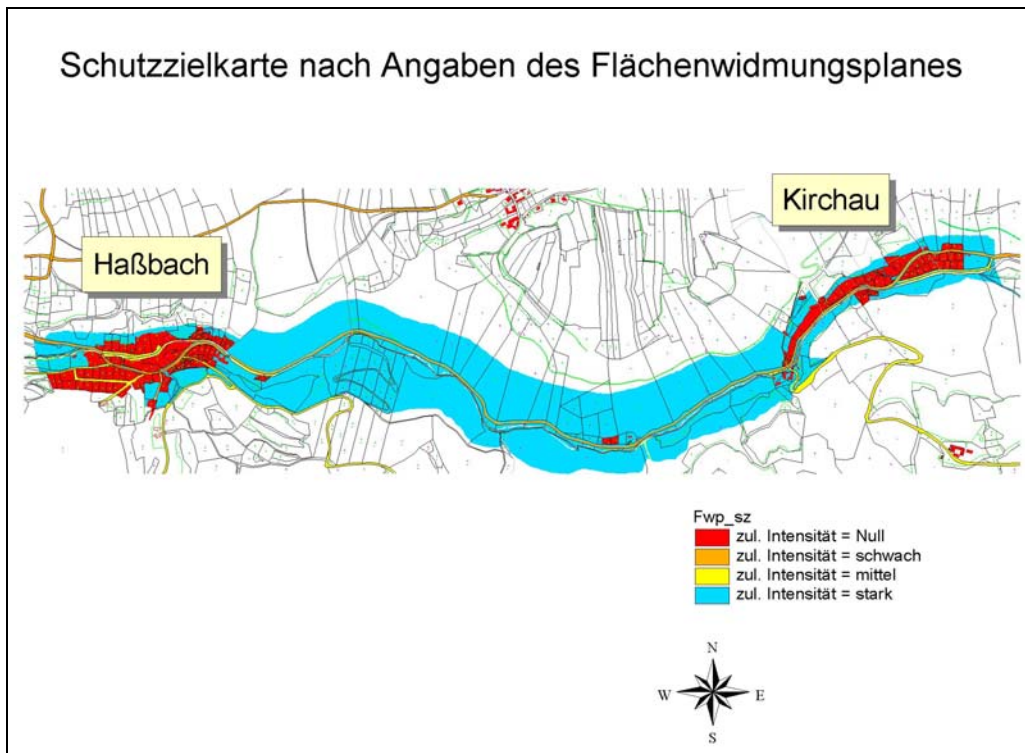 Schutzzielkarte nach Angaben des Flächenwidmungsplanes
Kirchau
Haßbach
Fwp_sz
zul. Intensität = Null
zul. Intensität = schwach
zul. Intensität = mittel
zul. Intensität = stark
N
W E
S